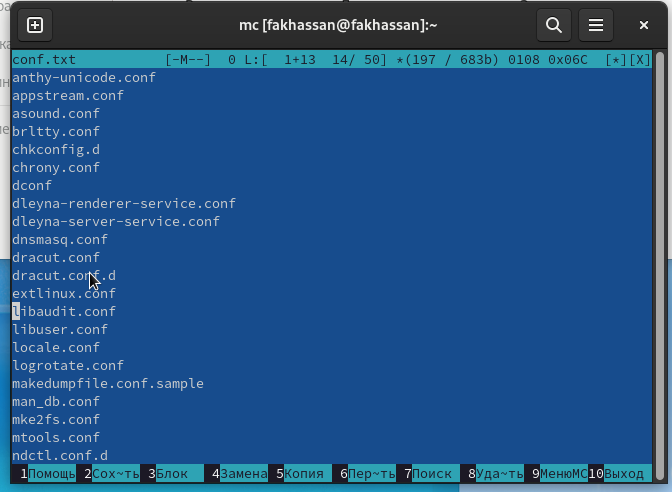 mc [fakhassan@fakhassan]:~
conf.txt [-M--] 0 L:[ 1+13 14/ 50] *(197 / 683b) 0108 0x06C [*][X]
anthy-unicode.conf
appstream.conf
asound.conf
brltty.conf
chkconfig.d
chrony.conf
dconf
dleyna-renderer-service.conf
dleyna-server-service.conf
dnsmasq.conf
dracut.conf
dracut.conf.d
extlinux.conf
libaudit.conf
libuser.conf
locale.conf
logrotate.conf
makedumpfile.conf.sample
man_db.conf
mke2fs.conf
mtools.conf
ndctl.conf.d
1Помощь 2Сох~ть 3Блок 4Замена 5Копия 6Пер~ть 7Поиск 8Уда~ть 9МенюMC 10Выход